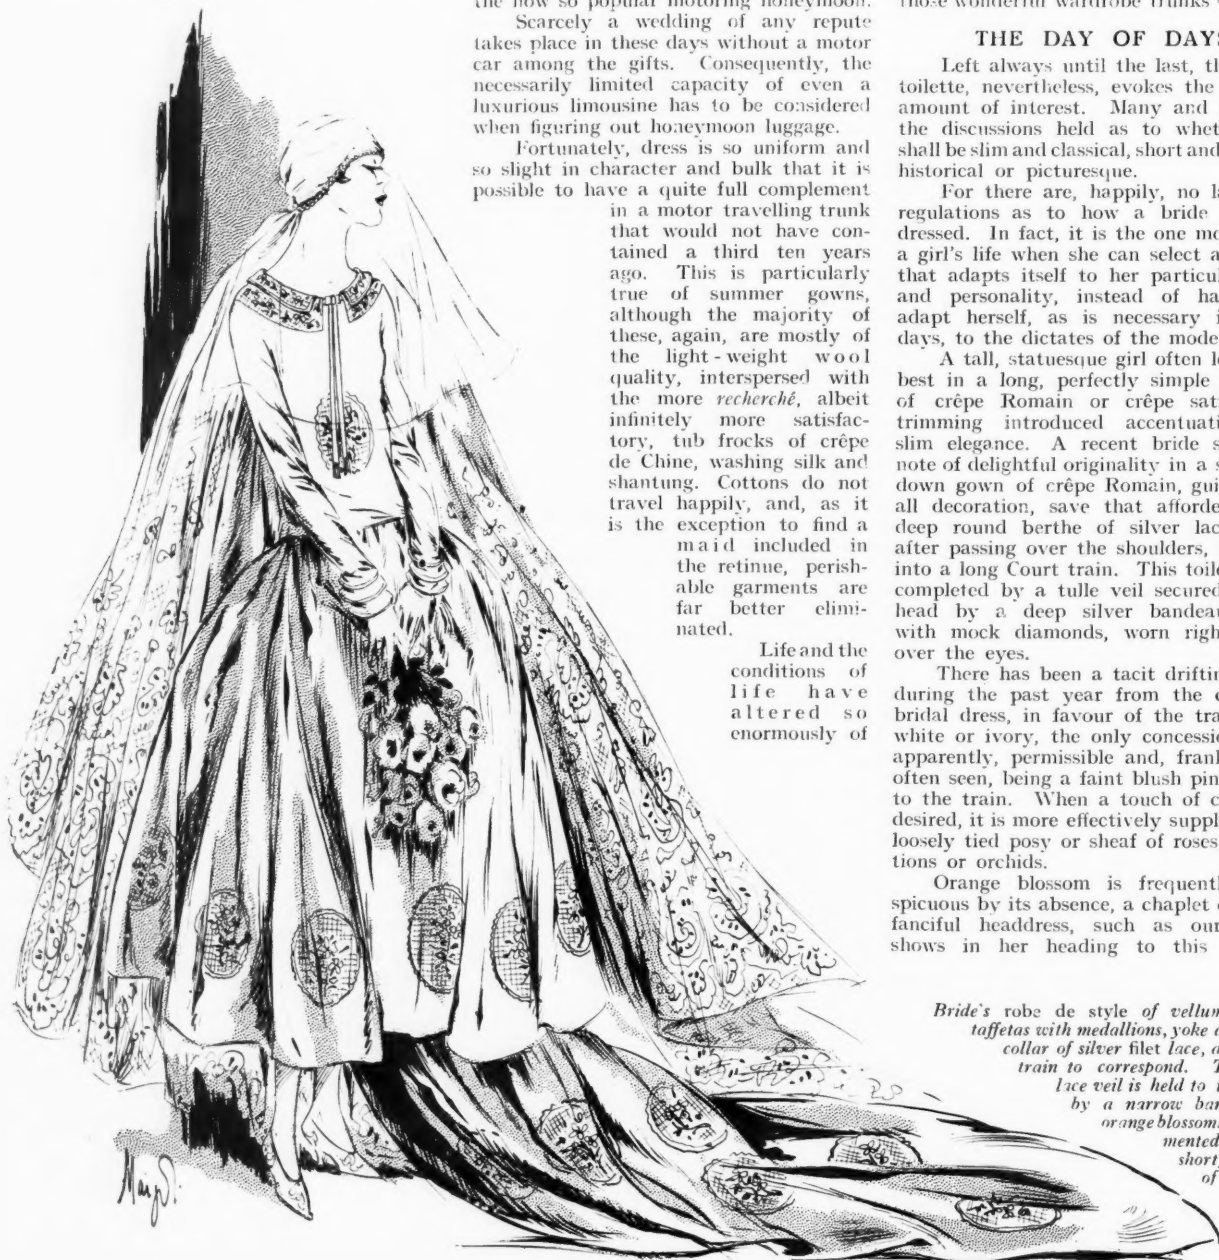 the now so popular motoring honeymoon.
Scarcely a wedding of any repute
takes place in these days without a motor
car among the gifts. Consequently, the
necessarily limited capacity of even a
luxurious limousine has to be considered
when figuring out honeymoon luggage.
Fortunately, dress is so uniform and
so slight in character and bulk that it is
possible to have a quite full complement
in a motor travelling trunk
that would not have con-
tained a third ten years
ago. This is particularly
true of summer gowns,
although the majority of
these, again, are mostly of
the light-weight wool
quality, interspersed with
the more recherché, albeit
infinitely more satisfac-
tory, tub frocks of crêpe
de Chine, washing silk and
shantung. Cottons do not
travel happily, and, as it
is the exception to find a
maid included in
the retinue, perish-
able garments are
far better elimi-
nated.
Life and the
conditions of
life have
altered so
enormously of
Those wonderful wardrobe trunks
THE DAY OF DAYS
Left always until the last, th
toilette, nevertheless, evokes the
amount of interest. Many and
the discussions held as to whet
shall be slim and classical, short and
historical or picturesque.
For there are, happily, no la
regulations as to how a bride
dressed. In fact, it is the one mo
a girl's life when she can select a
that adapts itself to her particul
and personality, instead of ha
adapt herself, as is necessary i
days, to the dictates of the mode
A tall, statuesque girl often lo
best in a long, perfectly simple
of crêpe Romain or crêpe sat
trimming introduced accentuati
slim elegance. A recent bride s
note of delightful originality in a s
down gown of crêpe Romain, gui
all decoration, save that afforde
deep round berthe of silver lac
after passing over the shoulders,
into a long Court train. This toile
completed by a tulle veil secured
head by a deep silver bandea
with mock diamonds, worn righ
over the eyes.
There has been a tacit driftin
during the past year from the
bridal dress, in favour of the tra
white or ivory, the only concessi
apparently, permissible and, frank
often seen, being a faint blush pin
to the train. When a touch of c
desired, it is more effectively suppl
loosely tied posy or sheaf of roses
tions or orchids.
Orange blossom is frequentl
spicuous by its absence, a chaplet
fanciful headdress, such as our
shows in her heading to this
Bride's robe de style of vellum
taffetas with medallions, yoke a
collar of silver filet lace, a
train to correspond. T
lace veil is held to
by a narrow ban
orange blossom
mented
short
of